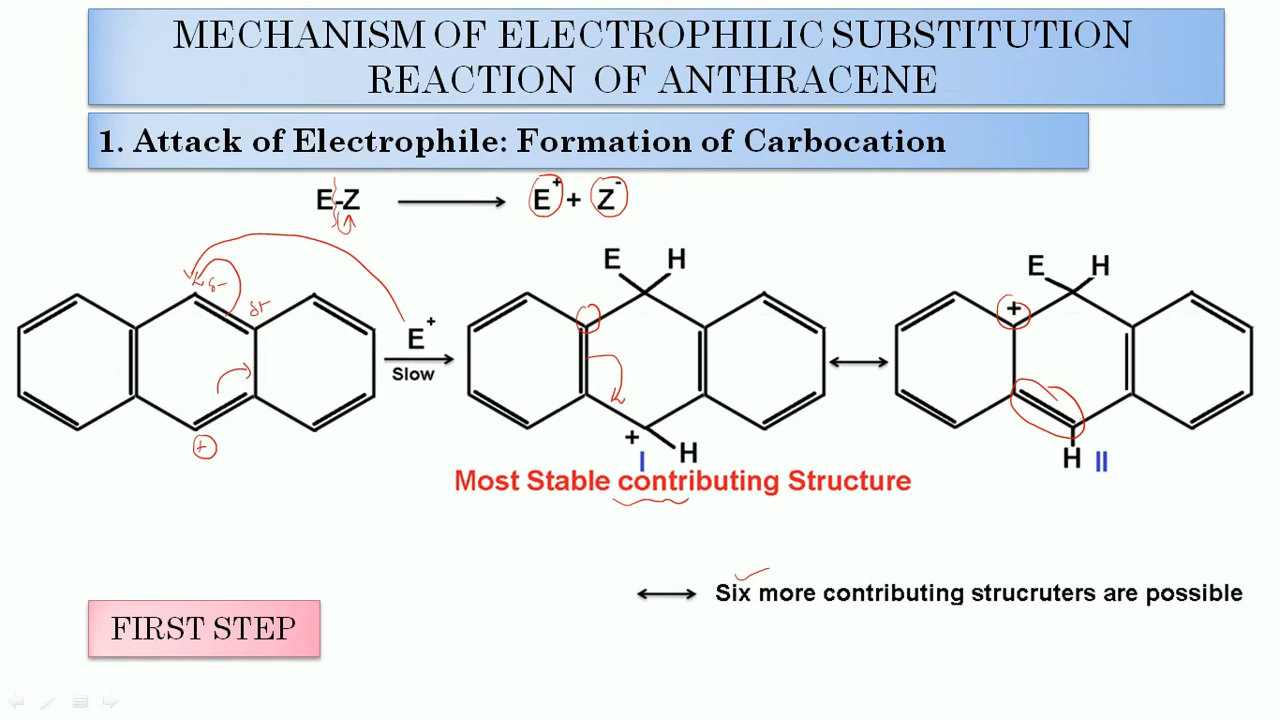 MECHANISM OF ELECTROPHILIC SUBSTITUTION
REACTION OF ANTHRACENE
1. Attack of Electrophile: Formation of Carbocation
E-Z
E+ + Z-
δ-
δ+
E+
Slow
+
E H
+
H
I
Most Stable contributing Structure
E H
+
H II
Six more contributing strucruters are possible
FIRST STEP